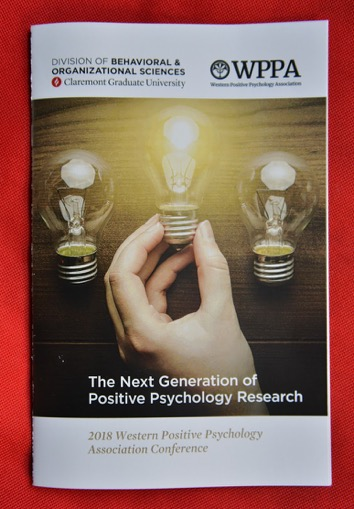 DIVISION OF BEHAVIORAL &
ORGANIZATIONAL SCIENCES
Claremont Graduate University
WPPA
Western Positive Psychology Association
The Next Generation of
Positive Psychology Research
2018 Western Positive Psychology
Association Conference